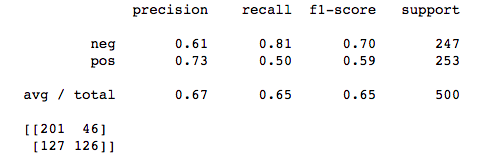 precision recall f1-score support
neg 0.61 0.81 0.70 247
pos 0.73 0.50 0.59 253
avg / total 0.67 0.65 0.65 500
[[201 46]
[127 126]]